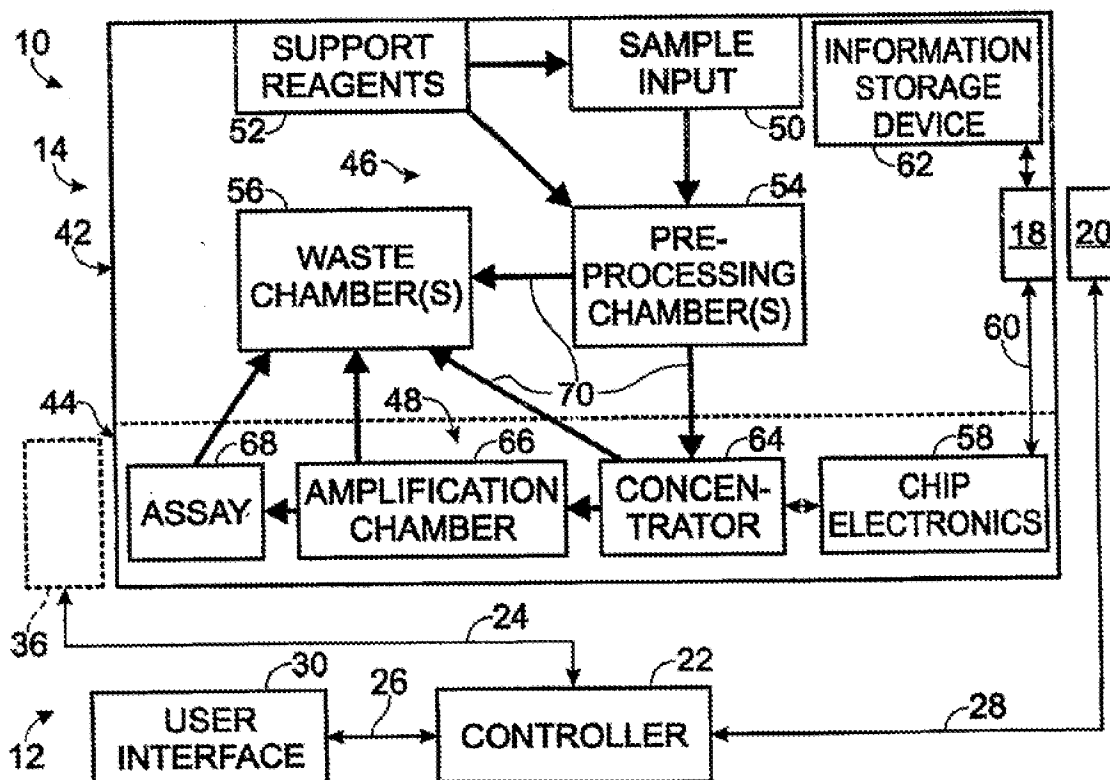 10
14
42
44
36
12
SUPPORT
REAGENTS
52
SAMPLE
INPUT
50
INFORMATION
STORAGE
DEVICE
62
46
56
WASTE
CHAMBER(S)
54
PRE-
PROCESSING
CHAMBER(S)
18
20
60
70
48
68
ASSAY
66
AMPLIFICATION
CHAMBER
64
CONCEN-
TRATOR
58
CHIP
ELECTRONICS
24
30
USER
INTERFACE
26
22
CONTROLLER
28